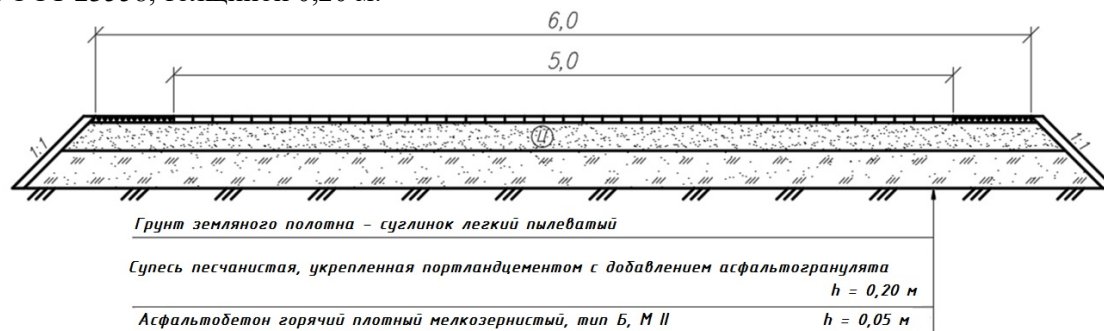 6,0
5,0
Ц
1:1
1:1
Грунт земляного полотна – суглинок легкий пылеватый
Супесь песчанистая, укрепленная портландцементом с добавлением асфальтогранулята
h = 0,20 м
Асфальтобетон горячий плотный мелкозернистый, тип Б, М II h = 0,05 м